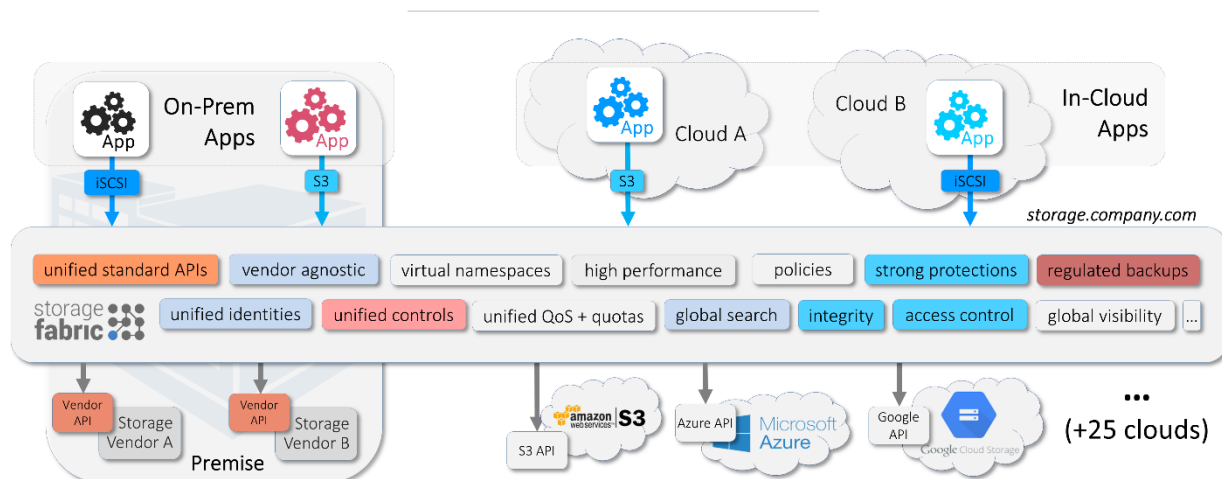 On-Prem
Apps
App
App
App
Cloud A
Cloud B
App
In-Cloud
Apps
iSCSI
S3
S3
iSCSI
storage.company.com
unified standard APIs
vendor agnostic
virtual namespaces
high performance
policies
strong protections
regulated backups
storage
fabric
unified identities
unified controls
unified QoS + quotas
global search
integrity
access control
global visibility
...
Vendor
API
Storage
Vendor A
Vendor
API
Storage
Vendor B
Premise
S3 API
amazon
web services™
S3
Azure API
Microsoft
Azure
Google
API
Google Cloud Storage
...
(+25 clouds)